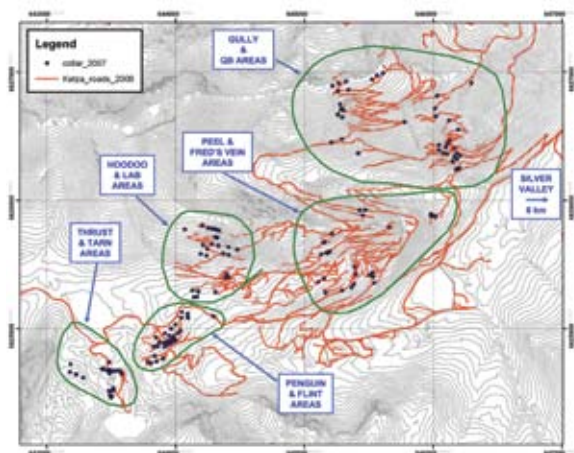 Legend
collar_2007
Ketza_roads_2008
GULLY
&
QB AREAS
PEEL &
FRED'S VEIN
AREAS
HOODOO
& LAB
AREAS
SILVER
VALLEY
6 km
THRUST
& TARN
AREAS
PENGUIN
& FLINT
AREAS